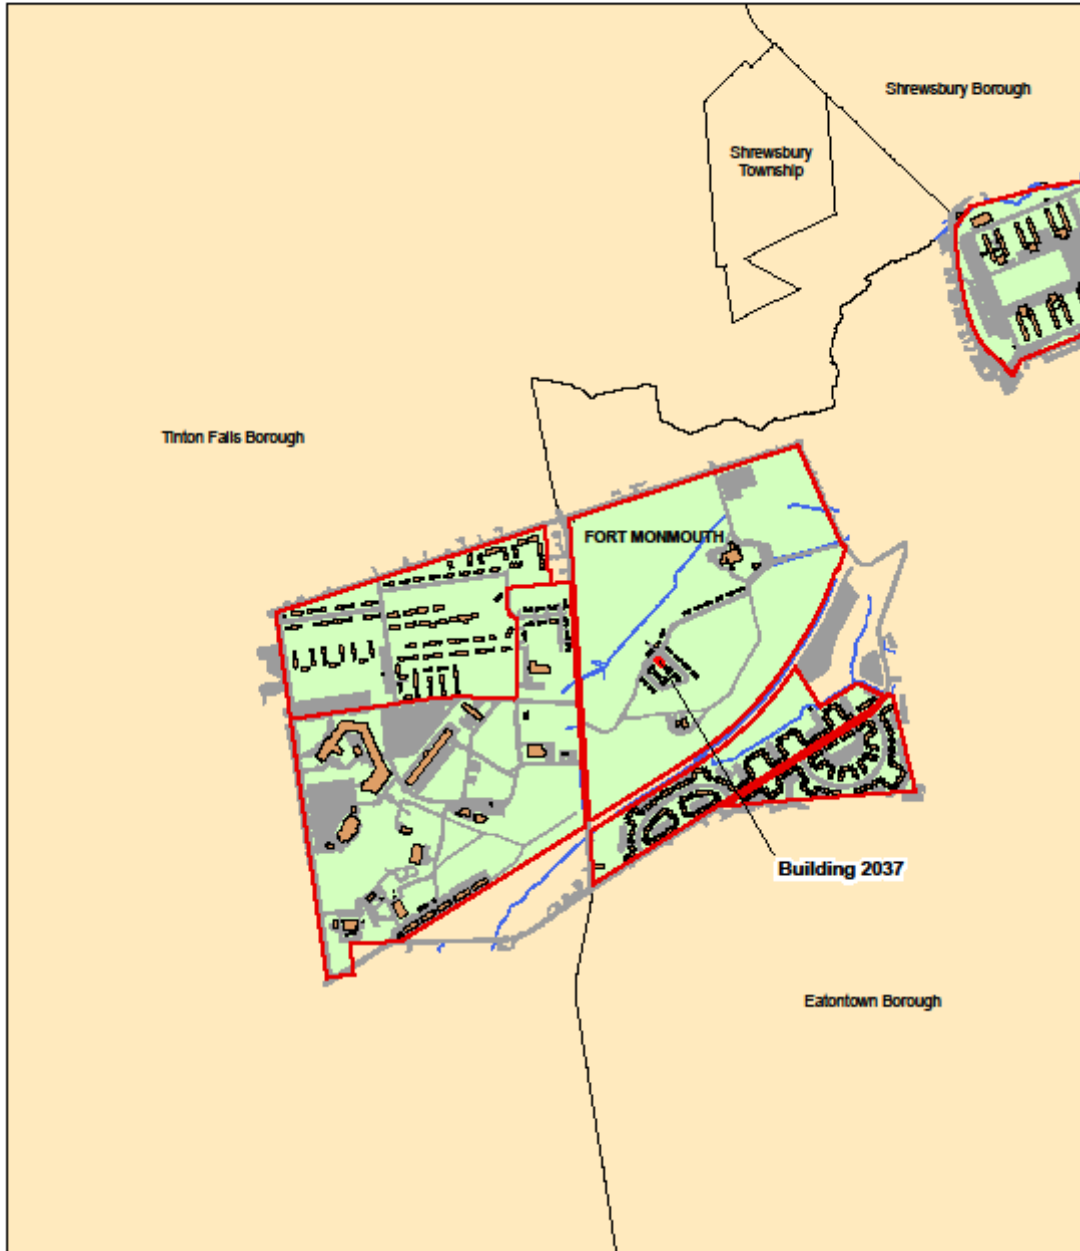 Shrewsbury Borough
Shrewsbury
Township
Tinton Falls Borough
FORT MONMOUTH
Building 2037
Eatontown Borough